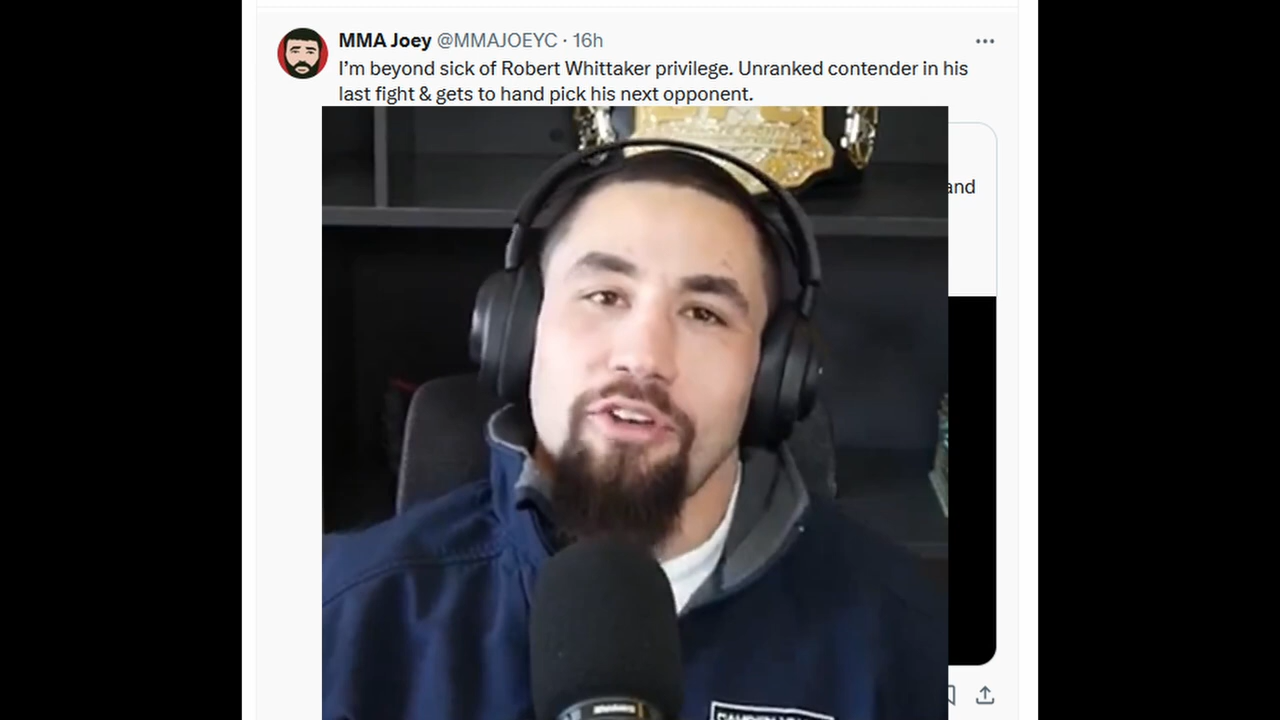 MMA Joey @MMAJOEYC · 16h
I'm beyond sick of Robert Whittaker privilege. Unranked contender in his
last fight & gets to hand pick his next opponent.
and